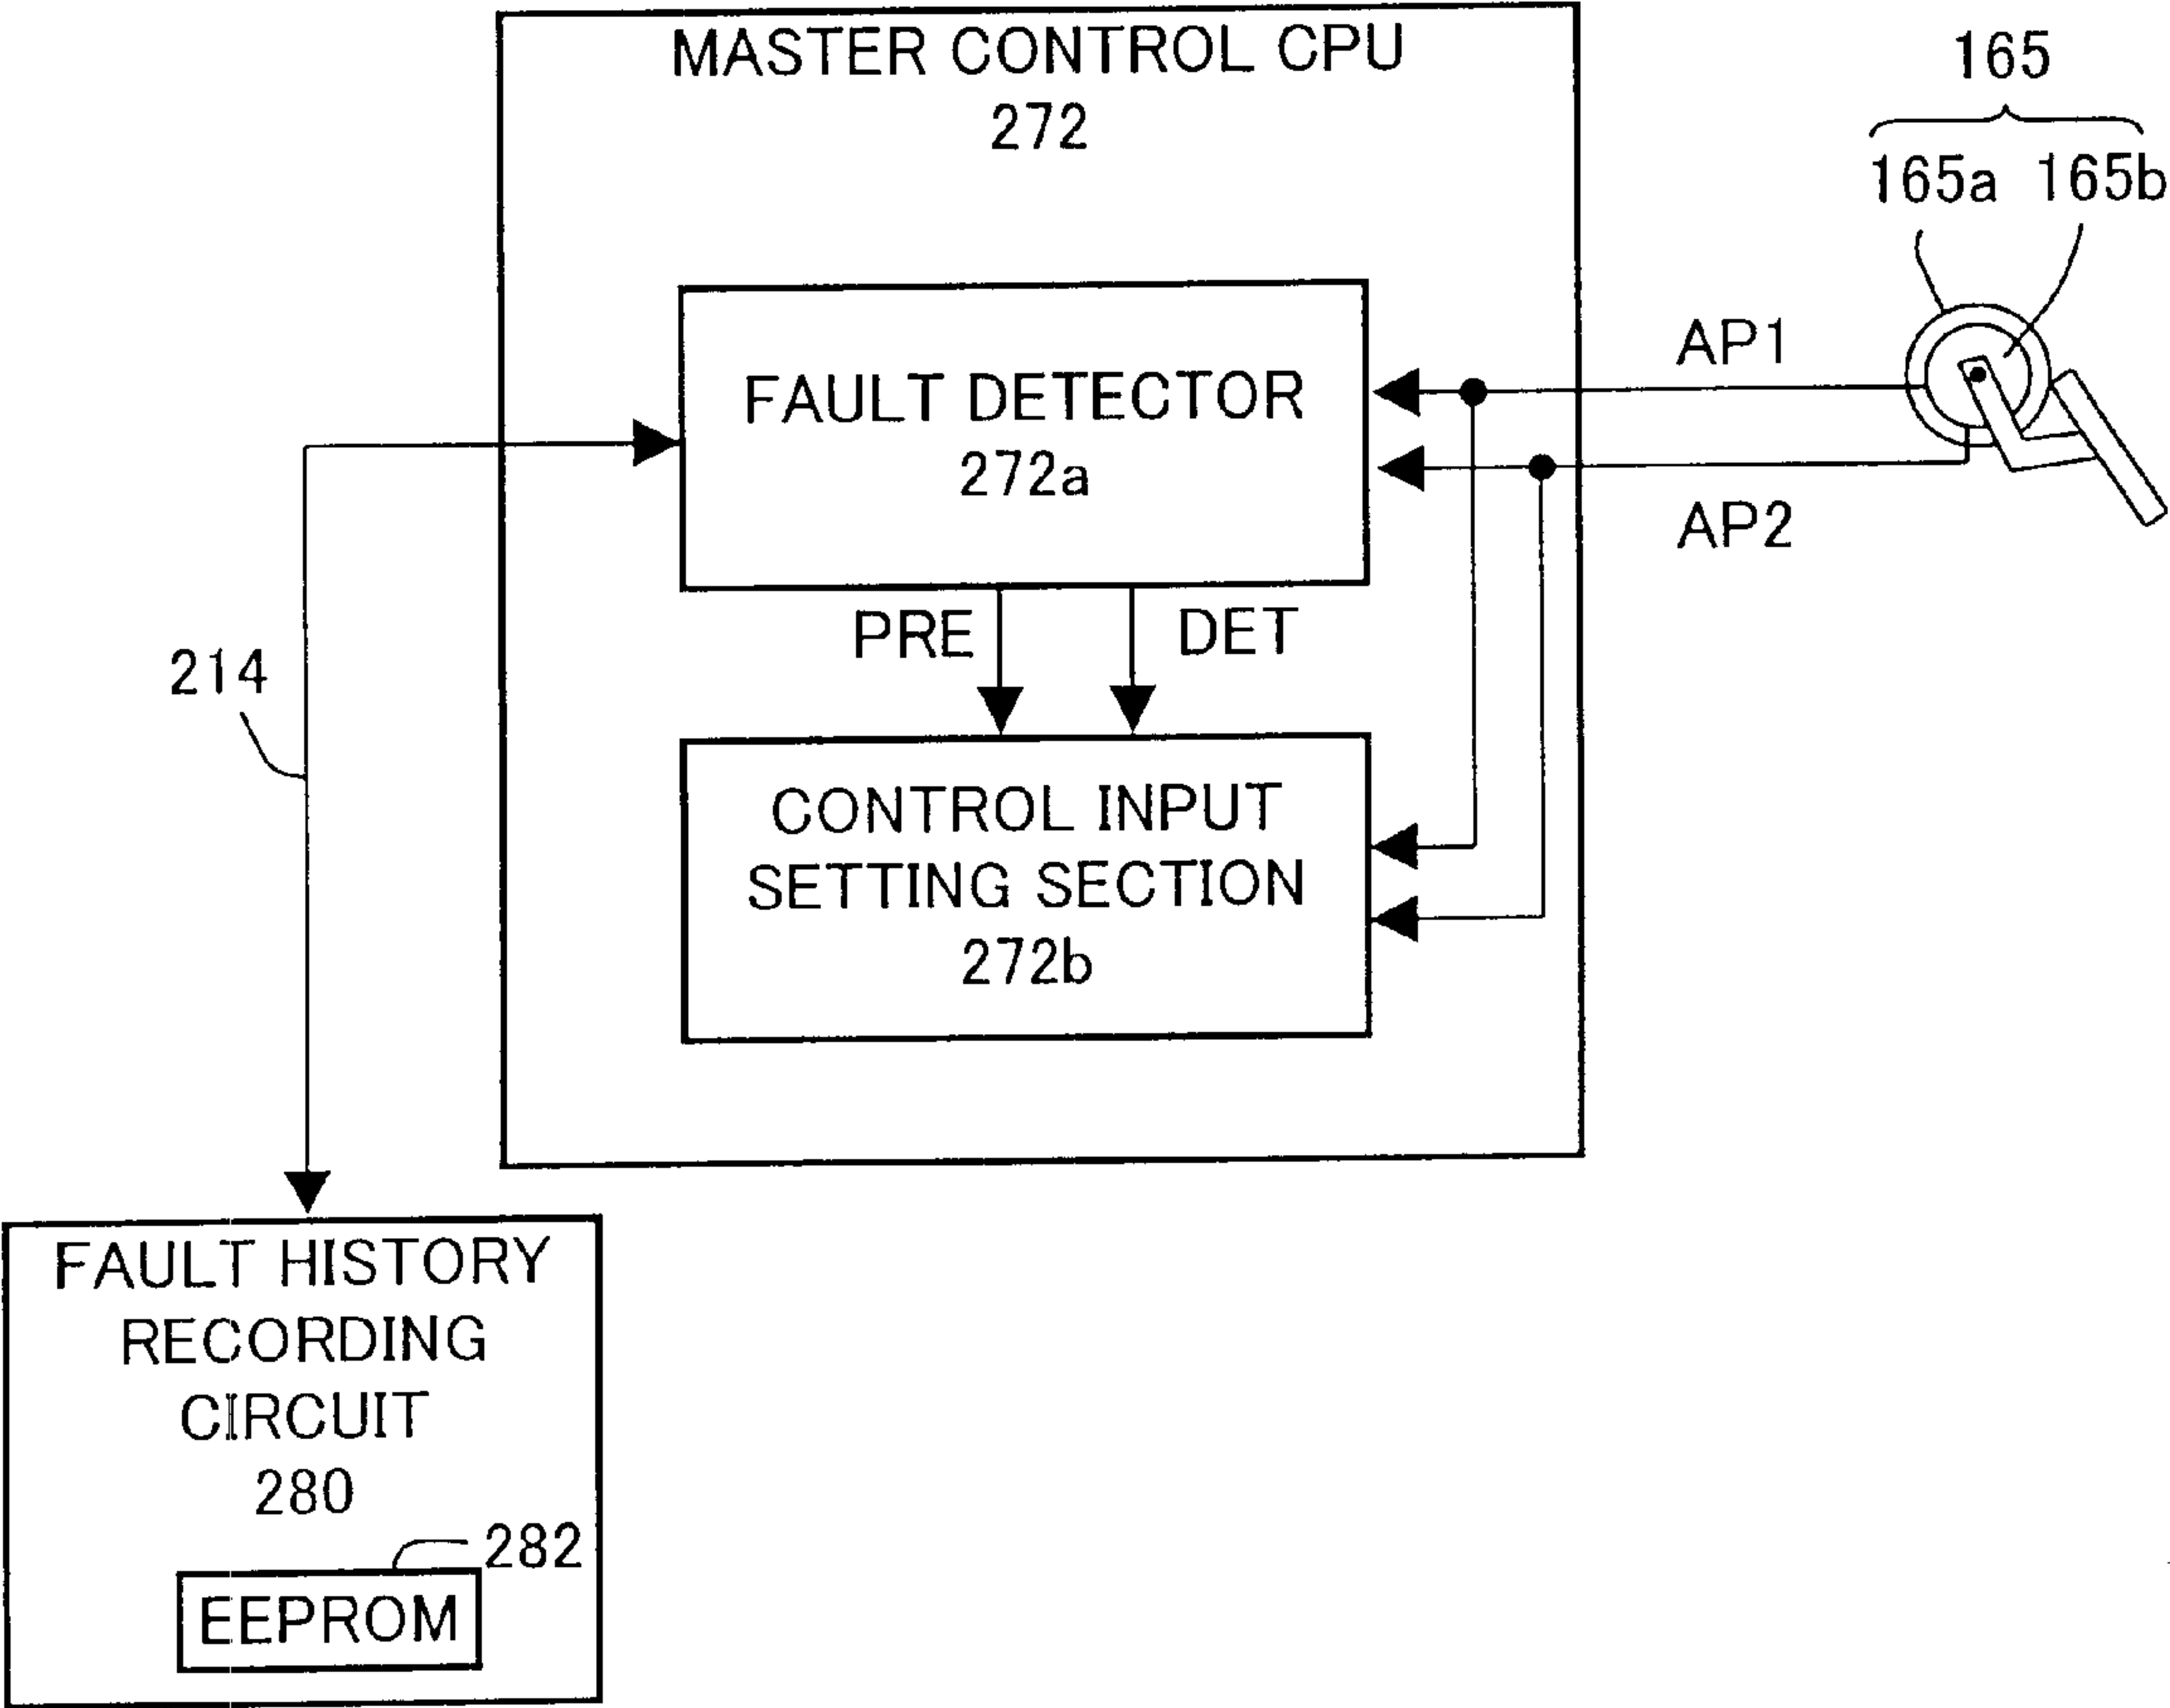 MASTER CONTROL CPU
272
165
165a 165b
AP1
FAULT DETECTOR
272a
AP2
PRE
DET
214
CONTROL INPUT
SETTING SECTION
272b
FAULT HISTORY
RECORDING
CIRCUIT
280
282
EEPROM